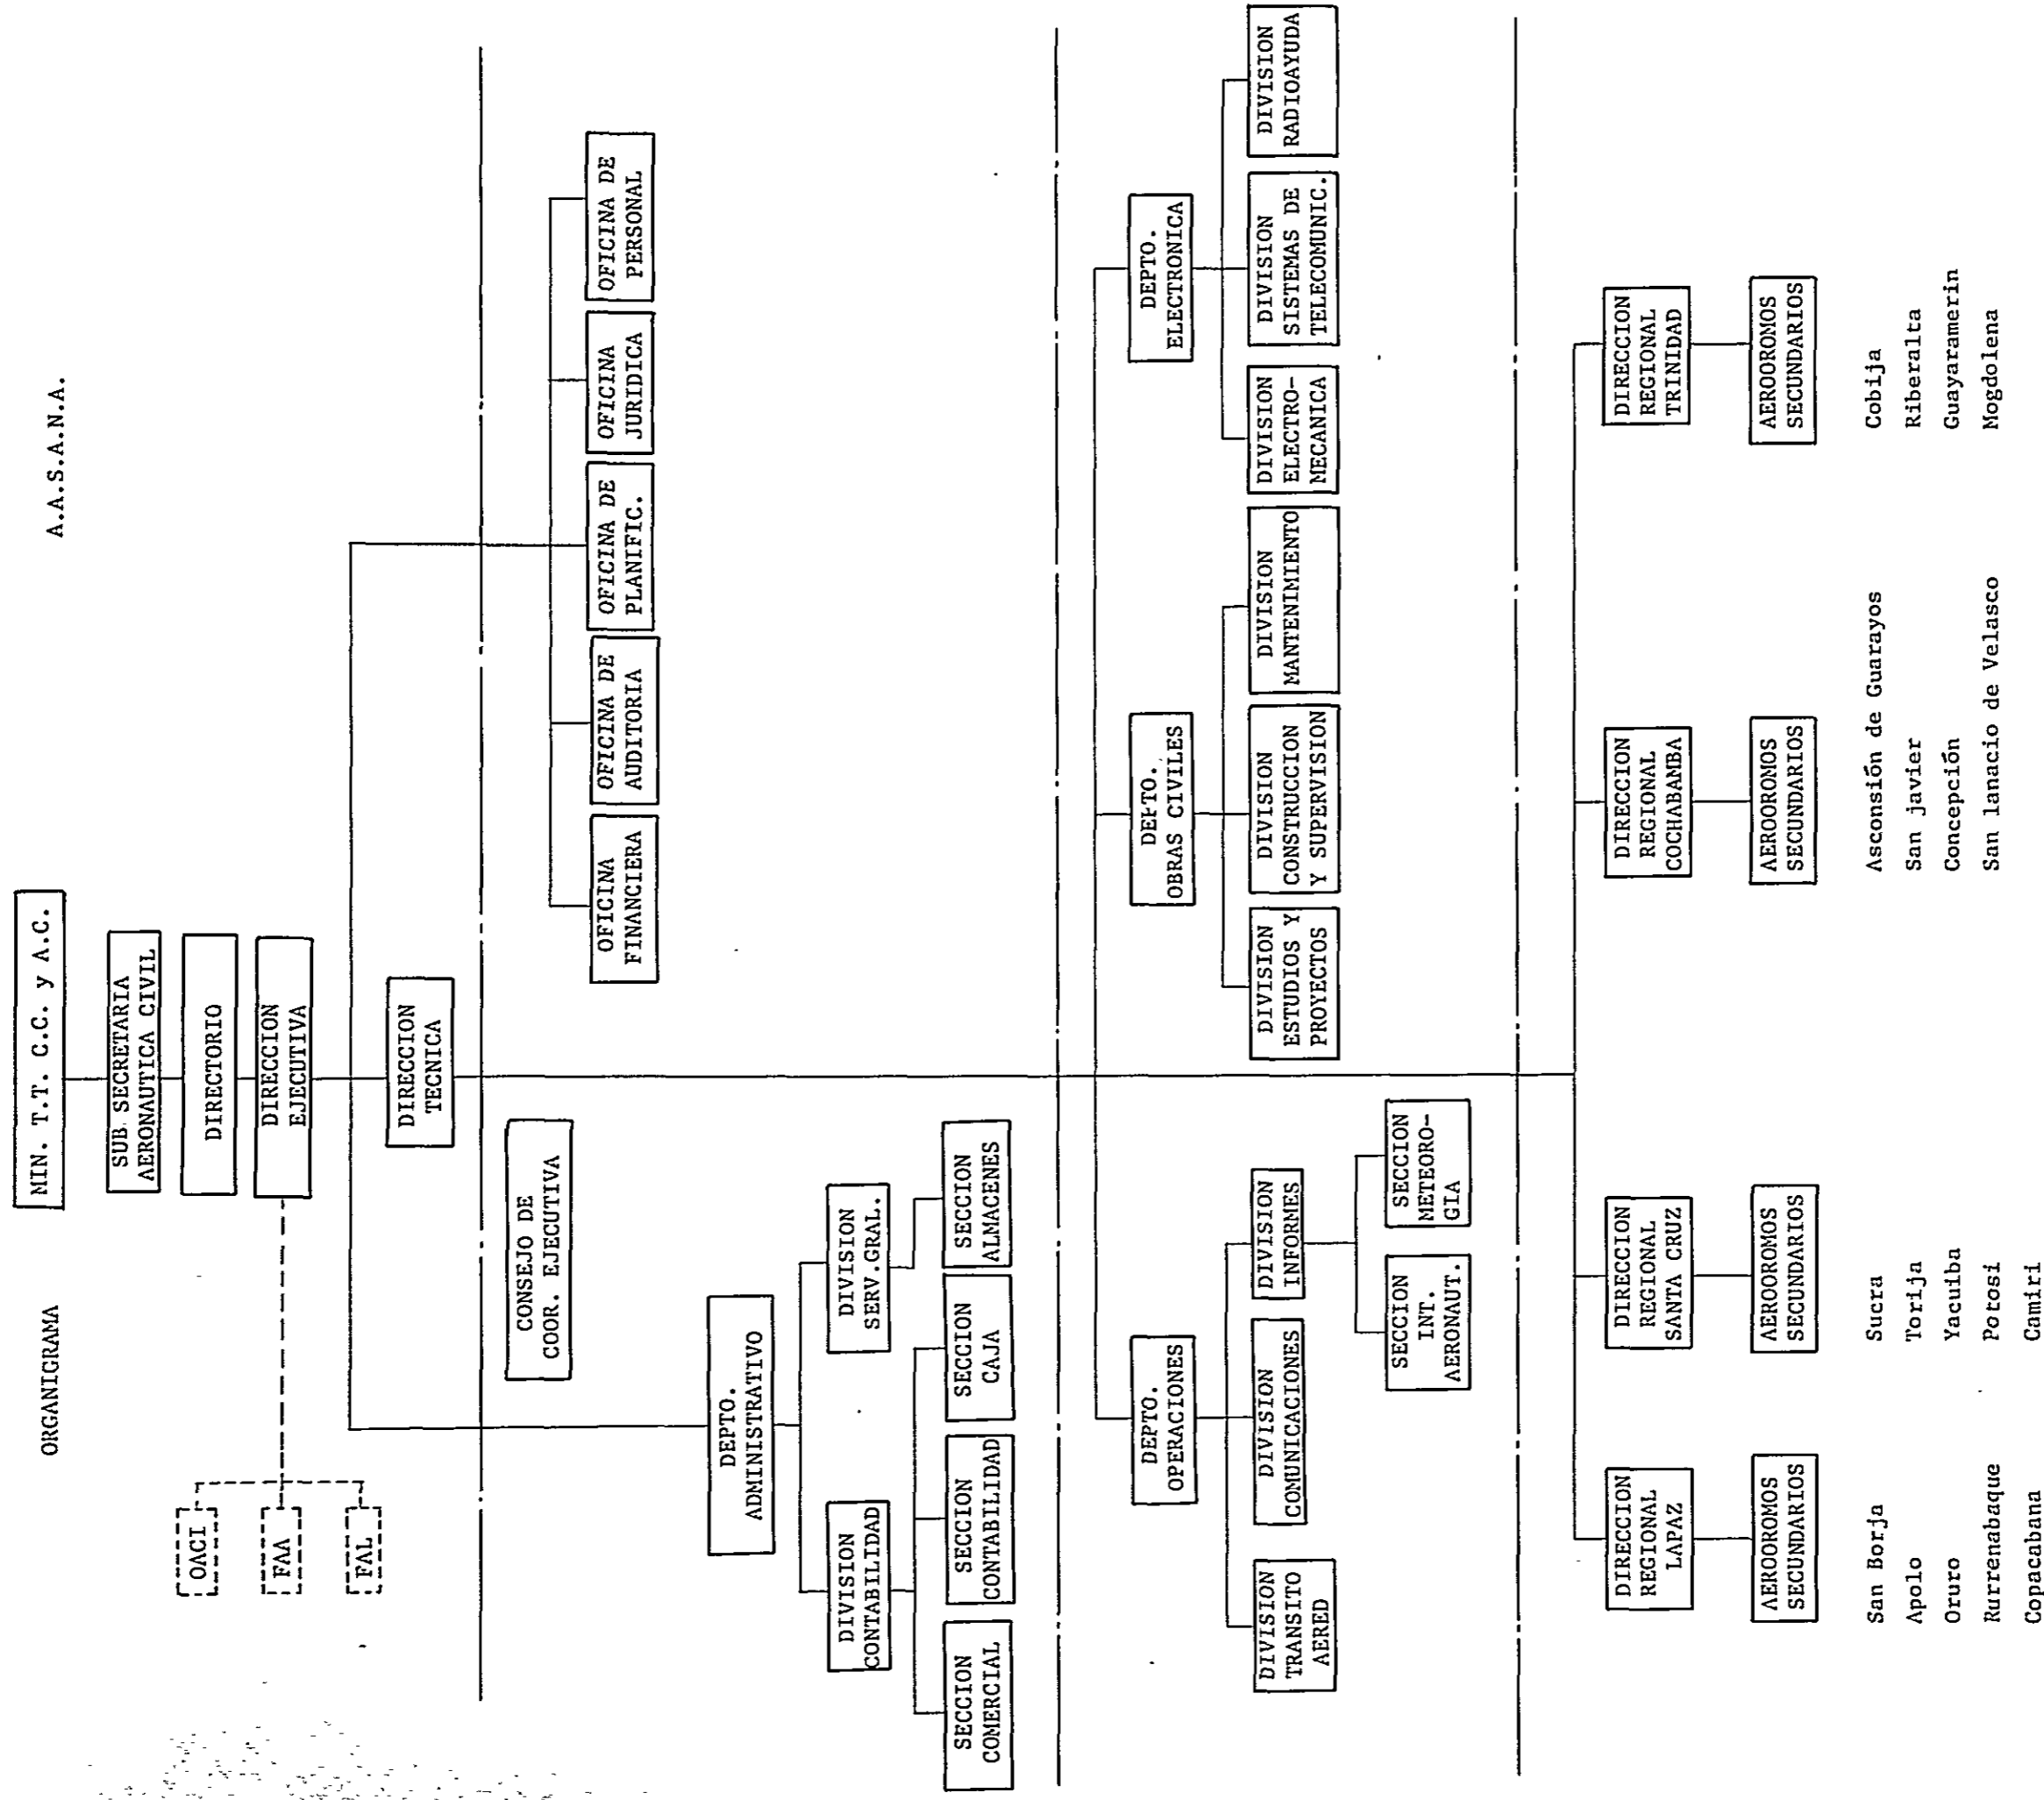 ORGANIGRAMA
A.A.S.A.N.A.
MIN. T.T. C.C. y A.C.
SUB SECRETARIA
AERONAUTICA CIVIL
DIRECTORIO
DIRECCION
EJECUTIVA
OACI
FAA
FAL
DIRECCION
TECNICA
CONSEJO DE
COOR. EJECUTIVA
OFICINA
FINANCIERA
OFICINA DE
AUDITORIA
OFICINA DE
PLANIFIC.
OFICINA
JURIDICA
OFICINA DE
PERSONAL
DEPTO.
ADMINISTRATIVO
DIVISION
CONTABILIDAD
DIVISION
SERV.GRAL.
SECCION
COMERCIAL
SECCION
CONTABILIDAD
SECCION
CAJA
SECCION
ALMACENES
DEPTO.
OPERACIONES
DEPTO.
OBRAS CIVILES
DEPTO.
ELECTRONICA
DIVISION
TRANSITO
AERED
DIVISION
COMUNICACIONES
DIVISION
INFORMES
DIVISION
ESTUDIOS Y
PROYECTOS
DIVISION
CONSTRUCCION
Y SUPERVISION
DIVISION
MANTENIMIENTO
DIVISION
ELECTRO-
MECANICA
DIVISION
SISTEMAS DE
TELECOMUNIC.
DIVISION
RADIOAYUDA
SECCION
INT.
AERONAUT.
SECCION
METEORO-
GIA
DIRECCION
REGIONAL
LAPAZ
DIRECCION
REGIONAL
SANTA CRUZ
DIRECCION
REGIONAL
COCHABAMBA
DIRECCION
REGIONAL
TRINIDAD
AEROOROMOS
SECUNDARIOS
AEROOROMOS
SECUNDARIOS
AEROOROMOS
SECUNDARIOS
AEROOROMOS
SECUNDARIOS
San Borja
Apolo
Oruro
Rurrenabaque
Copacabana
Sucra
Torija
Yacuiba
Potosi
Camiri
Asconsión de Guarayos
San javier
Concepción
San lanacio de Velasco
Cobija
Riberalta
Guayaramerin
Mogdolena